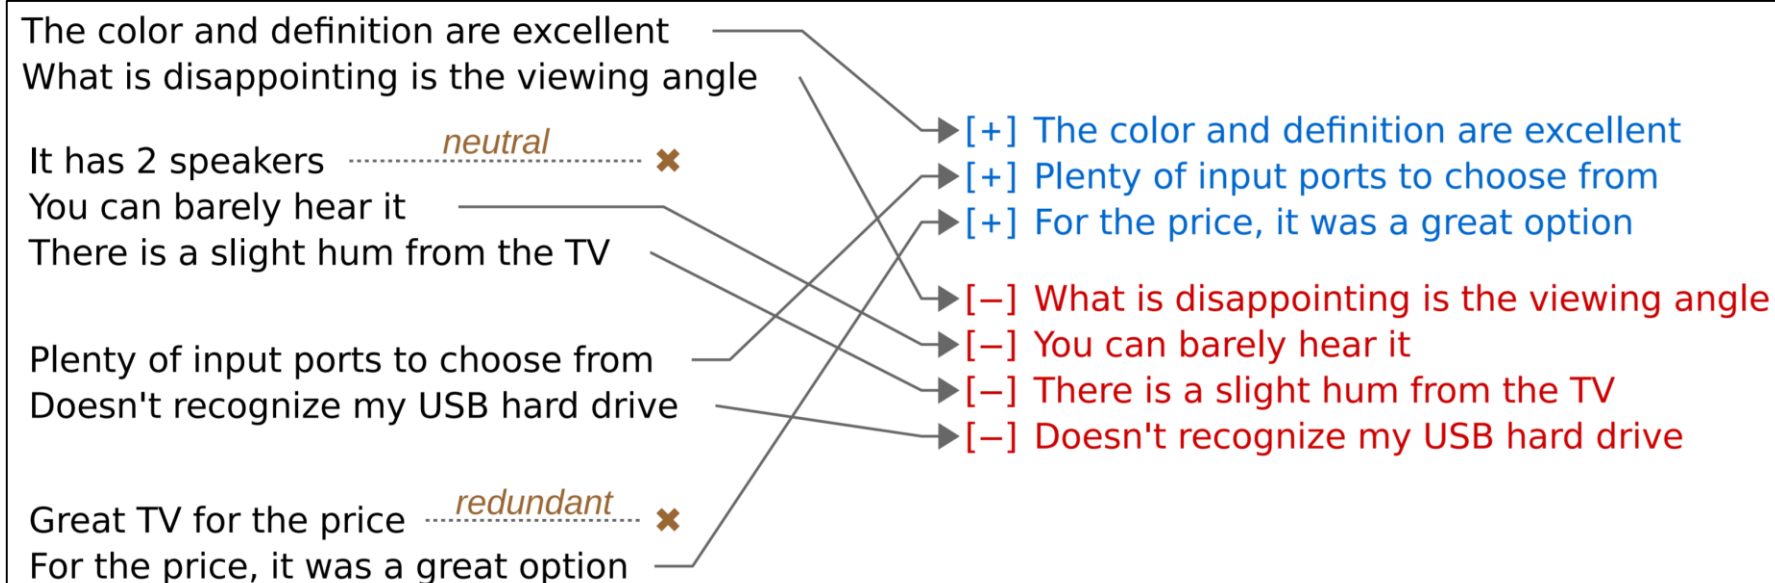 The color and definition are excellent
What is disappointing is the viewing angle
It has 2 speakers
neutral
✖
You can barely hear it
There is a slight hum from the TV
Plenty of input ports to choose from
Doesn't recognize my USB hard drive
Great TV for the price
redundant
✖
For the price, it was a great option
[+] The color and definition are excellent
[+] Plenty of input ports to choose from
[+] For the price, it was a great option
[−] What is disappointing is the viewing angle
[−] You can barely hear it
[−] There is a slight hum from the TV
[−] Doesn't recognize my USB hard drive